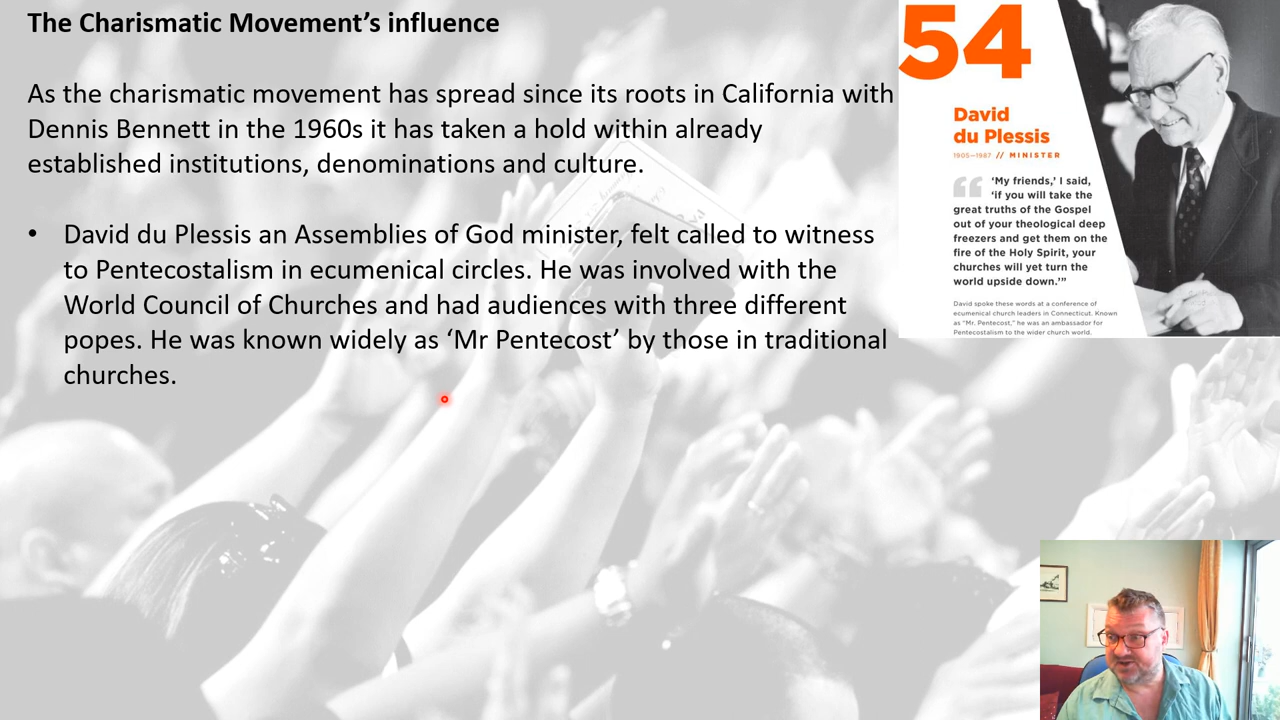 The Charismatic Movement's influence
As the charismatic movement has spread since its roots in California with
Dennis Bennett in the 1960s it has taken a hold within already
established institutions, denominations and culture.
• David du Plessis an Assemblies of God minister, felt called to witness
to Pentecostalism in ecumenical circles. He was involved with the
World Council of Churches and had audiences with three different
popes. He was known widely as ‘Mr Pentecost’ by those in traditional
churches.
54
David
du Plessis
1905–1987 // MINISTER
“ ‘My friends,’ I said,
‘if you will take the
great truths of the Gospel
out of your theological deep
freezers and get them on the
fire of the Holy Spirit, your
churches will yet turn the
world upside down.’”
David spoke these words at a conference of
ecumenical church leaders in Connecticut. Known
as “Mr. Pentecost,” he was an ambassador for
Pentecostalism to the wider church world.